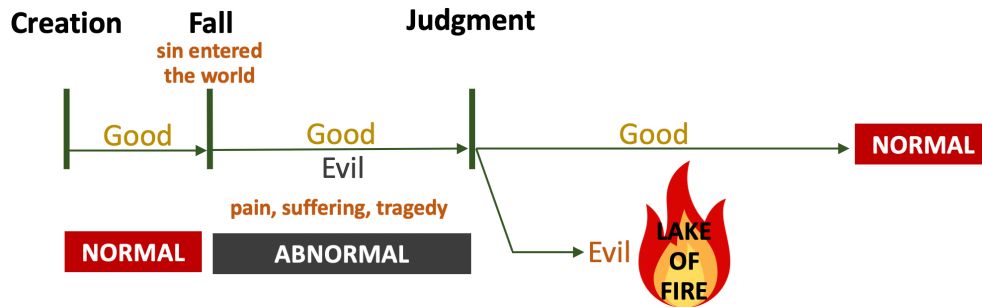 Creation
Fall
Judgment
sin entered
the world
Good
Good
Good
NORMAL
Evil
pain, suffering, tragedy
NORMAL
ABNORMAL
Evil
LAKE
OF
FIRE